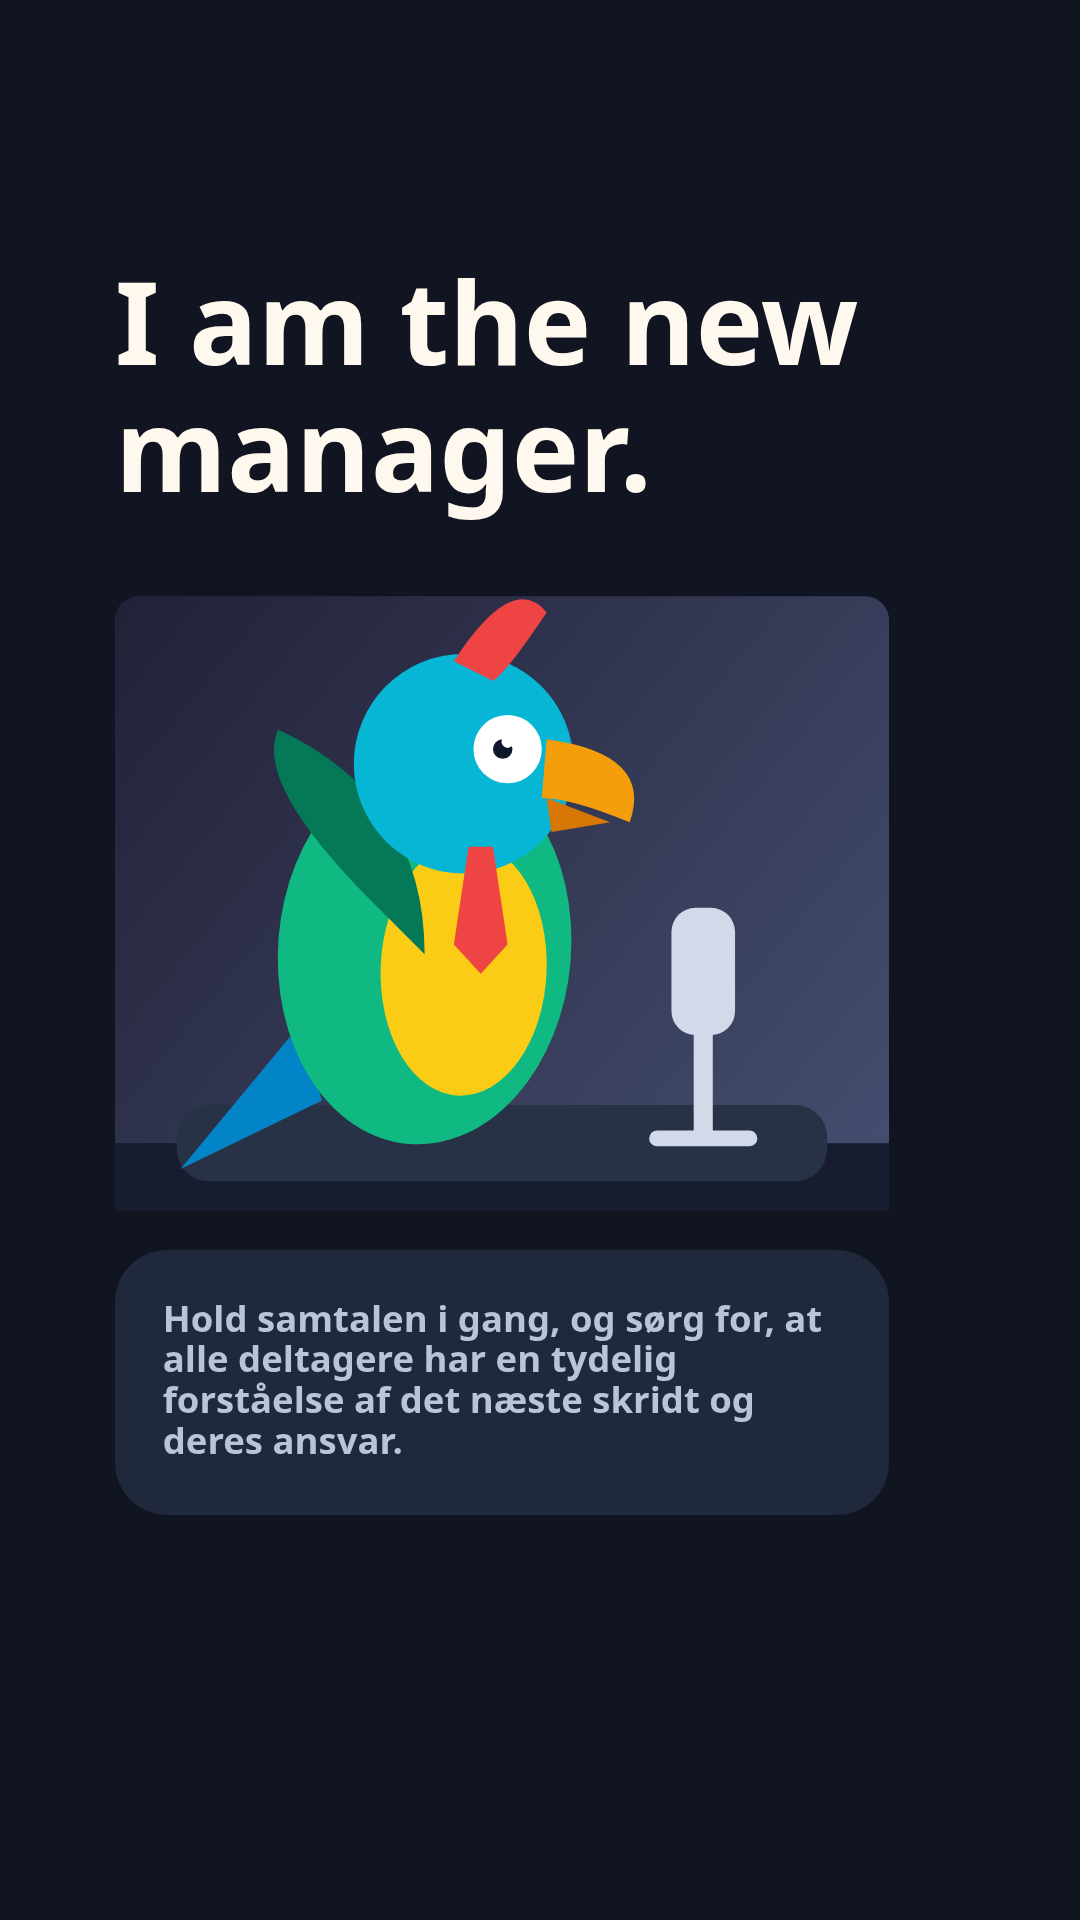 I am the new
manager.
Hold samtalen i gang, og sørg for, at
alle deltagere har en tydelig
forståelse af det næste skridt og
deres ansvar.